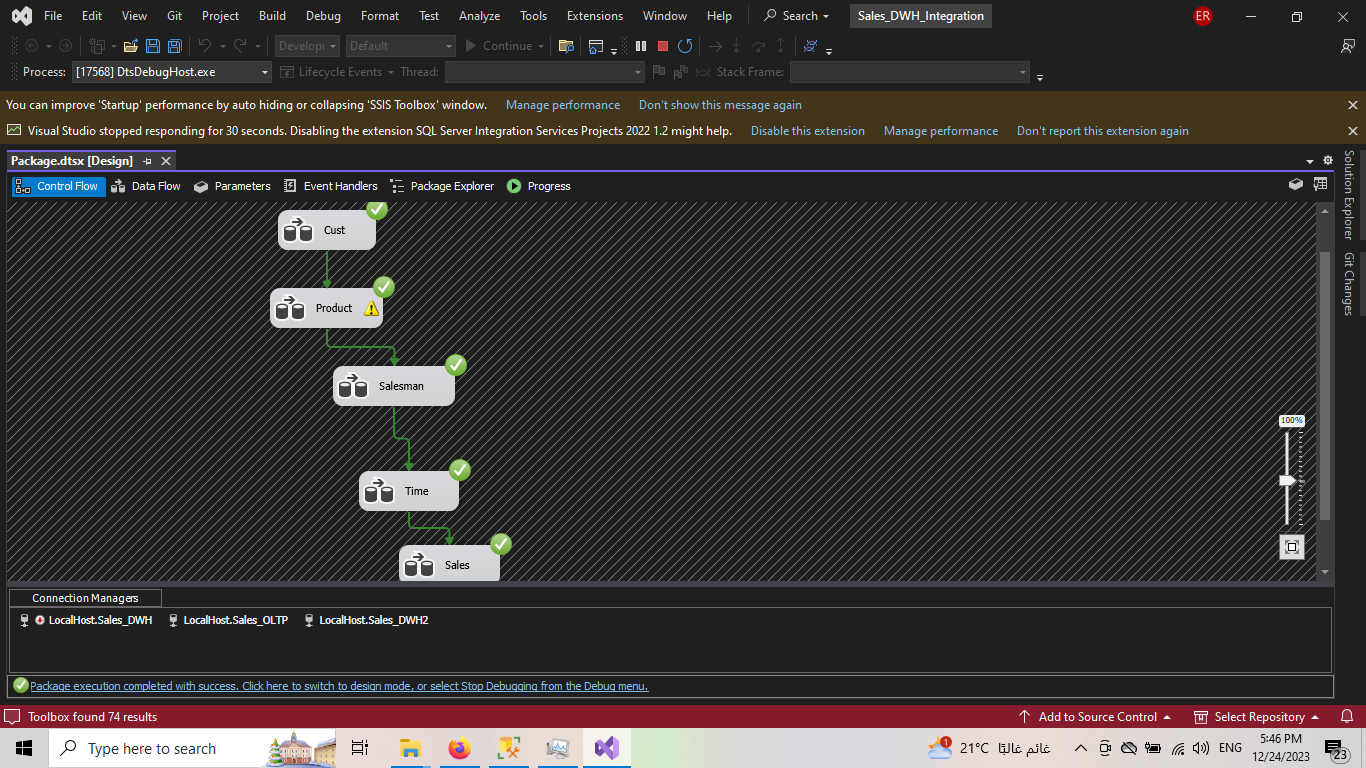 File Edit View Git Project Build Debug Format Test Analyze Tools Extensions Window Help Search Sales_DWH_Integration ER
Develop Default Continue
Process: [17568] DtsDebugHost.exe Lifecycle Events Thread: Stack Frame:
You can improve 'Startup' performance by auto hiding or collapsing 'SSIS Toolbox' window. Manage performance Don't show this message again
Visual Studio stopped responding for 30 seconds. Disabling the extension SQL Server Integration Services Projects 2022 1.2 might help. Disable this extension Manage performance Don't report this extension again
Package.dtsx [Design]
Control Flow Data Flow Parameters Event Handlers Package Explorer Progress
Solution Explorer
Git Changes
Cust
Product
Salesman
100%
Time
Sales
Connection Managers
LocalHost.Sales_DWH LocalHost.Sales_OLTP LocalHost.Sales_DWH2
Package execution completed with success. Click here to switch to design mode, or select Stop Debugging from the Debug menu.
Toolbox found 74 results Add to Source Control Select Repository
Type here to search 1 21°C غائم غالبًا ENG 5:46 PM
12/24/2023 23